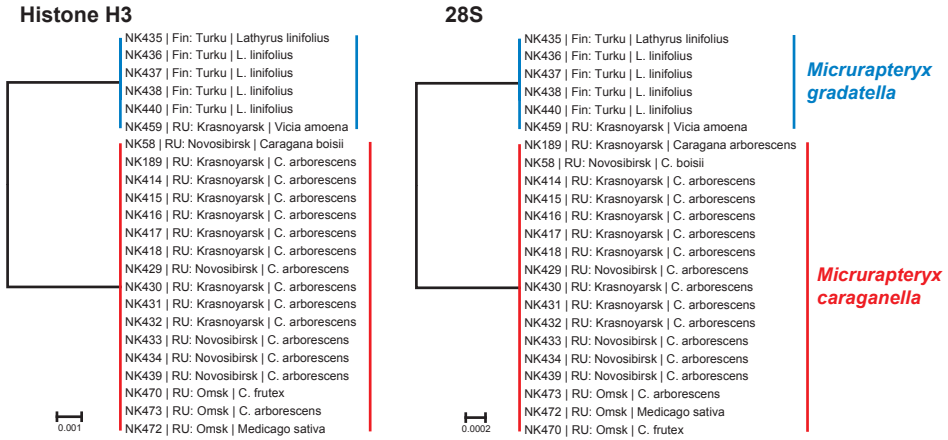 Histone H3
NK435 | Fin: Turku | Lathyrus linifolius
NK436 | Fin: Turku | L. linifolius
NK437 | Fin: Turku | L. linifolius
NK438 | Fin: Turku | L. linifolius
NK440 | Fin: Turku | L. linifolius
NK459 | RU: Krasnoyarsk | Vicia amoena
NK58 | RU: Novosibirsk | Caragana boisii
NK189 | RU: Krasnoyarsk | C. arborescens
NK414 | RU: Krasnoyarsk | C. arborescens
NK415 | RU: Krasnoyarsk | C. arborescens
NK416 | RU: Krasnoyarsk | C. arborescens
NK417 | RU: Krasnoyarsk | C. arborescens
NK418 | RU: Krasnoyarsk | C. arborescens
NK429 | RU: Novosibirsk | C. arborescens
NK430 | RU: Krasnoyarsk | C. arborescens
NK431 | RU: Krasnoyarsk | C. arborescens
NK432 | RU: Krasnoyarsk | C. arborescens
NK433 | RU: Novosibirsk | C. arborescens
NK434 | RU: Novosibirsk | C. arborescens
NK439 | RU: Novosibirsk | C. arborescens
NK470 | RU: Omsk | C. frutex
NK473 | RU: Omsk | C. arborescens
NK472 | RU: Omsk | Medicago sativa
0.001
28S
NK435 | Fin: Turku | Lathyrus linifolius
NK436 | Fin: Turku | L. linifolius
NK437 | Fin: Turku | L. linifolius
NK438 | Fin: Turku | L. linifolius
NK440 | Fin: Turku | L. linifolius
NK459 | RU: Krasnoyarsk | Vicia amoena
NK189 | RU: Krasnoyarsk | Caragana arborescens
NK58 | RU: Novosibirsk | C. boisii
NK414 | RU: Krasnoyarsk | C. arborescens
NK415 | RU: Krasnoyarsk | C. arborescens
NK416 | RU: Krasnoyarsk | C. arborescens
NK417 | RU: Krasnoyarsk | C. arborescens
NK418 | RU: Krasnoyarsk | C. arborescens
NK429 | RU: Novosibirsk | C. arborescens
NK430 | RU: Krasnoyarsk | C. arborescens
NK431 | RU: Krasnoyarsk | C. arborescens
NK432 | RU: Krasnoyarsk | C. arborescens
NK433 | RU: Novosibirsk | C. arborescens
NK434 | RU: Novosibirsk | C. arborescens
NK439 | RU: Novosibirsk | C. arborescens
NK473 | RU: Omsk | C. arborescens
NK472 | RU: Omsk | Medicago sativa
NK470 | RU: Omsk | C. frutex
0.0002
Micrurapteryx
gradatella
Micrurapteryx
caraganella